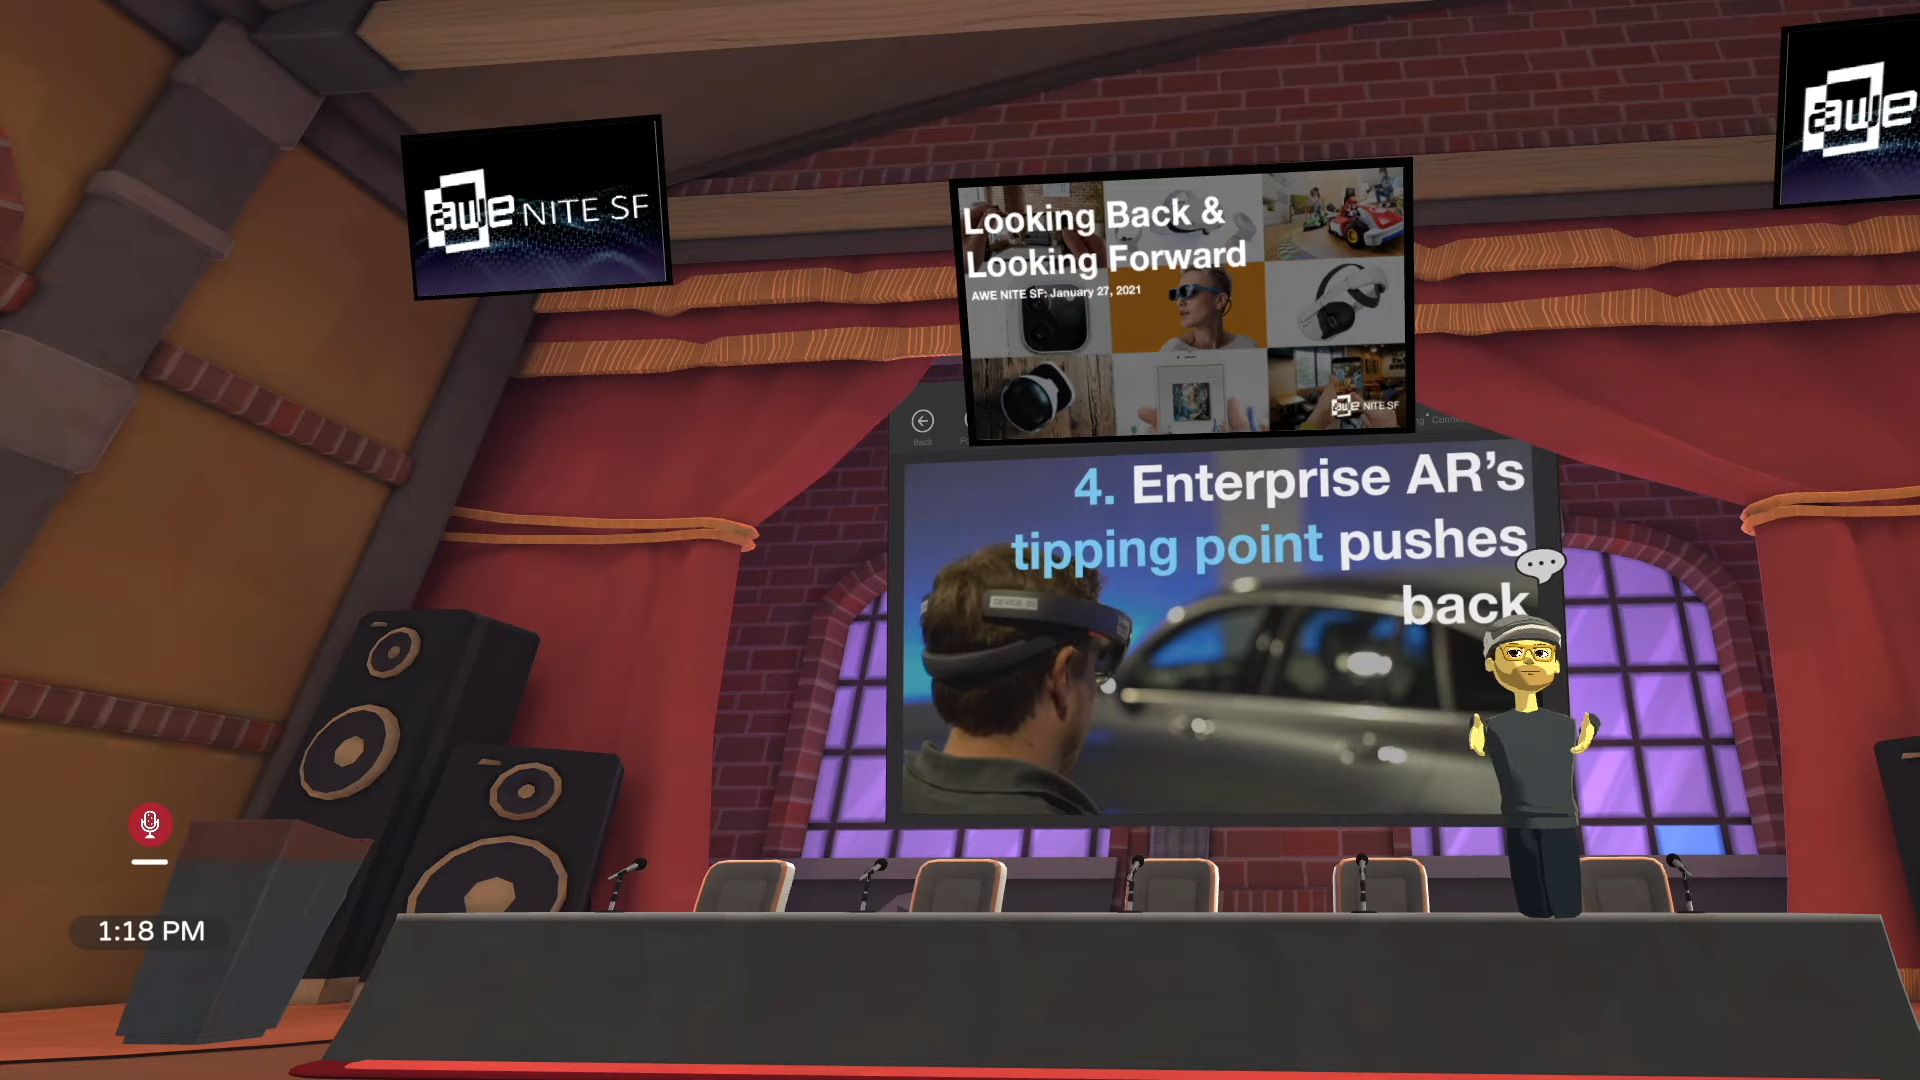 awe NITE SF
awe
Looking Back &
Looking Forward
AWE NITE SF: January 27, 2021
awe NITE SF
Back
4. Enterprise AR's
tipping point pushes
back
DEVICE
1:18 PM